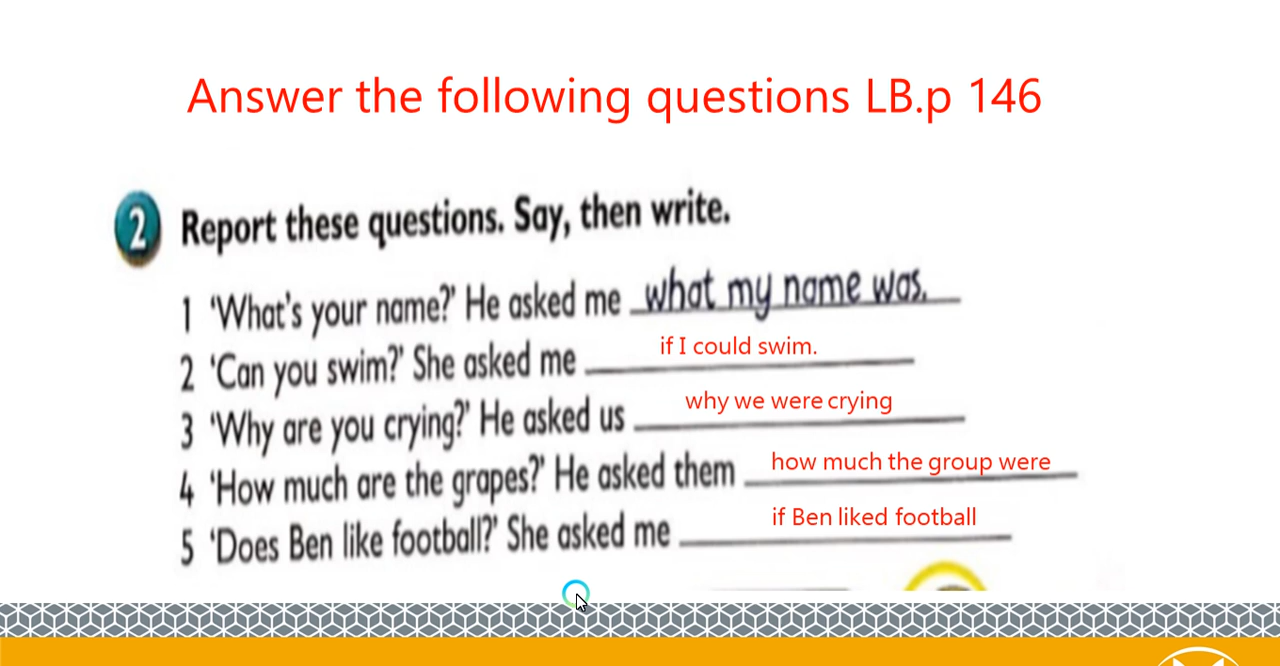 Answer the following questions LB.p 146
2 Report these questions. Say, then write.
1 'What's your name?' He asked me what my name was.
2 'Can you swim?' She asked me if I could swim.
3 'Why are you crying?' He asked us why we were crying
4 'How much are the grapes?' He asked them how much the group were
5 'Does Ben like football?' She asked me if Ben liked football